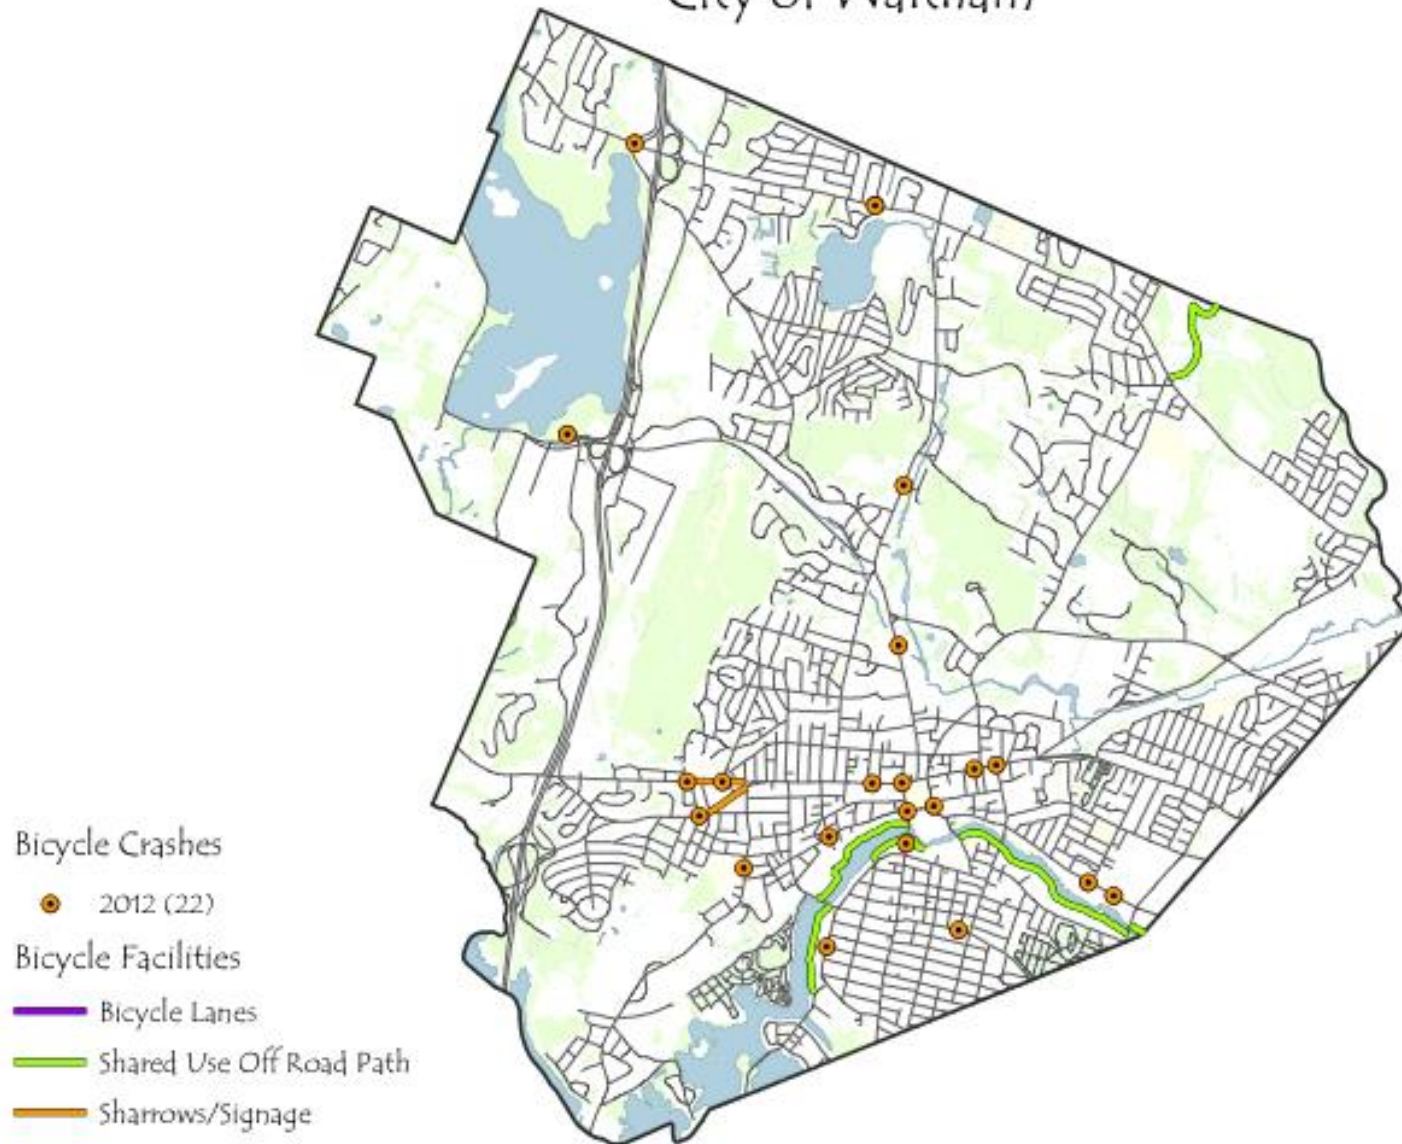 City of Waltham
Bicycle Crashes
2012 (22)
Bicycle Facilities
Bicycle Lanes
Shared Use Off Road Path
Sharrows/Signage